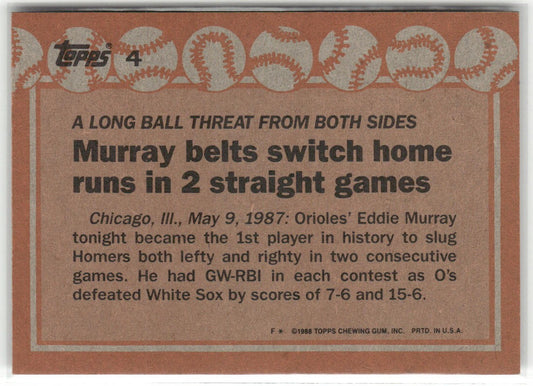 Topps 4
A LONG BALL THREAT FROM BOTH SIDES
Murray belts switch home
runs in 2 straight games
Chicago, Ill., May 9, 1987: Orioles' Eddie Murray
tonight became the 1st player in history to slug
Homers both lefty and righty in two consecutive
games. He had GW-RBI in each contest as O's
defeated White Sox by scores of 7-6 and 15-6.
F * ©1988 TOPPS CHEWING GUM, INC. PRTD. IN U.S.A.